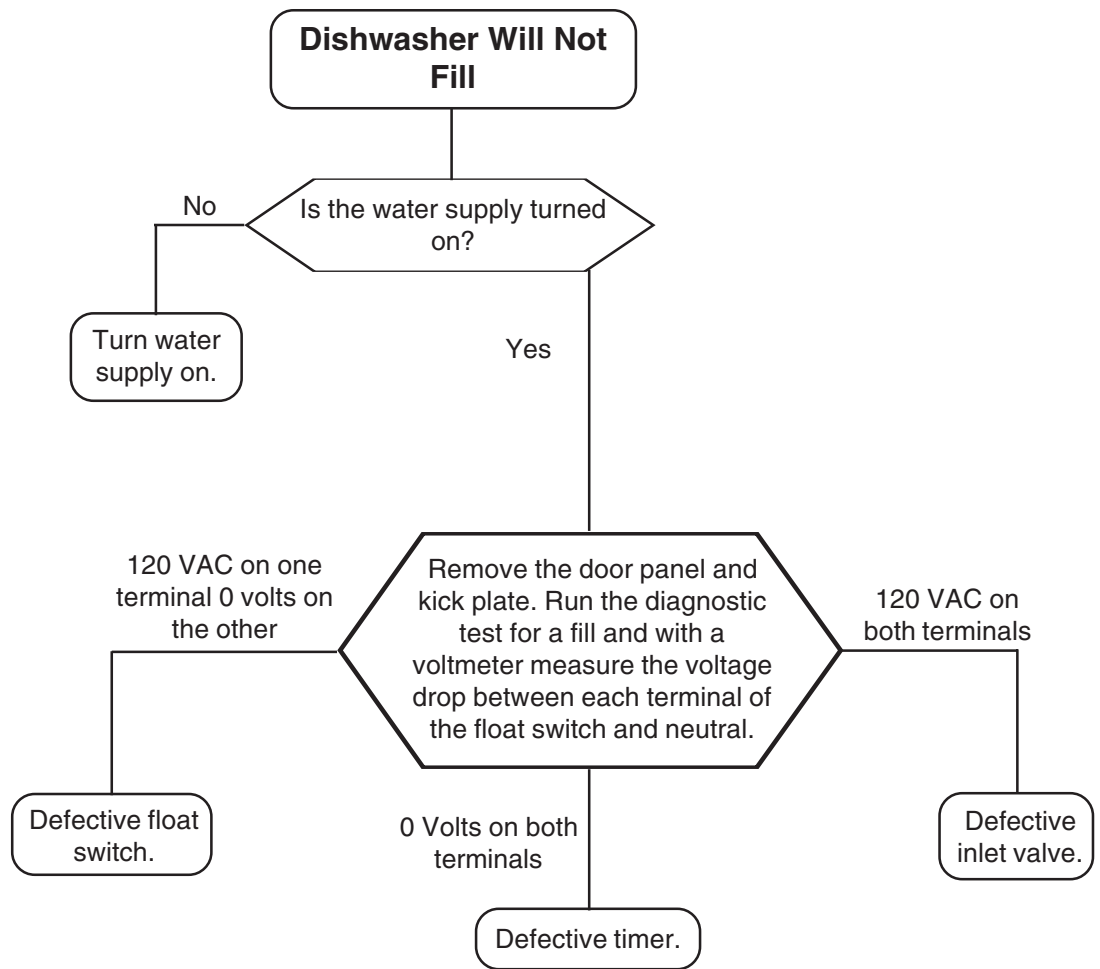 Dishwasher Will Not
Fill
No
Is the water supply turned
on?
Turn water
supply on.
Yes
120 VAC on one
terminal 0 volts on
the other
Remove the door panel and
kick plate. Run the diagnostic
test for a fill and with a
voltmeter measure the voltage
drop between each terminal of
the float switch and neutral.
120 VAC on
both terminals
Defective float
switch.
0 Volts on both
terminals
Defective
inlet valve.
Defective timer.